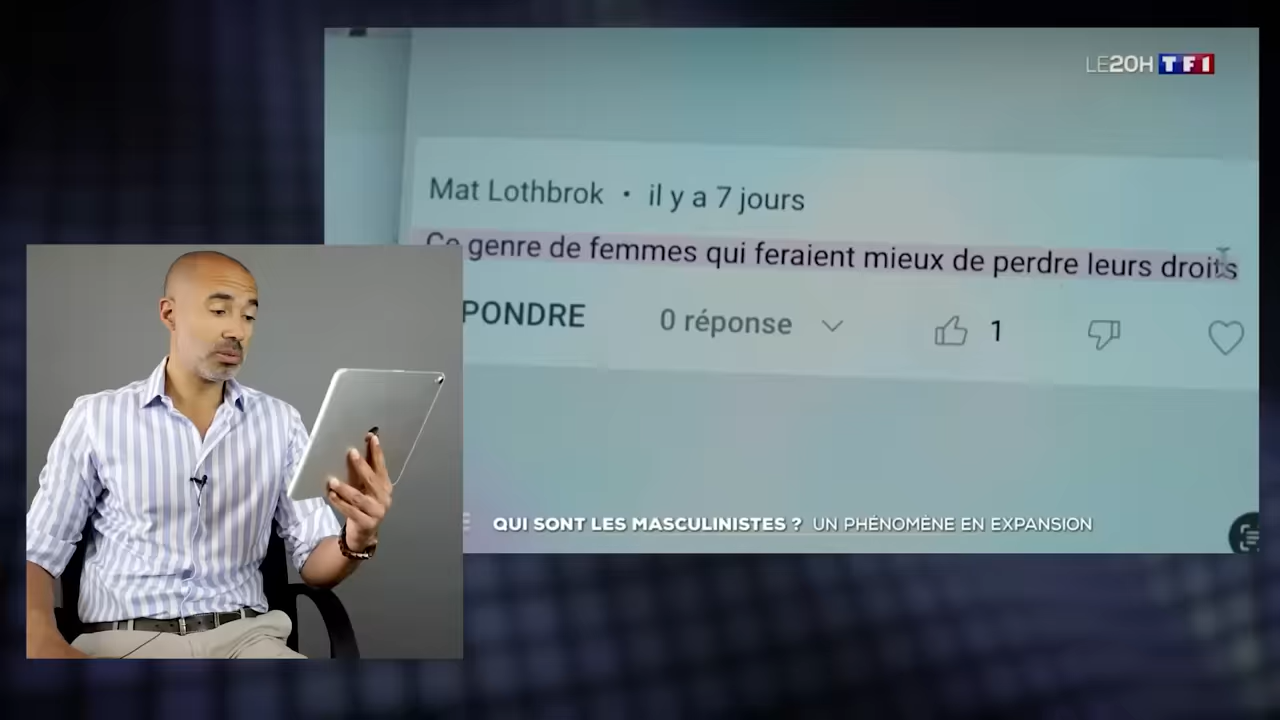 LE20H TF1
Mat Lothbrok • il y a 7 jours
Ce genre de femmes qui feraient mieux de perdre leurs droits
PONDRE 0 réponse 1
QUI SONT LES MASCULINISTES ? UN PHÉNOMÈNE EN EXPANSION